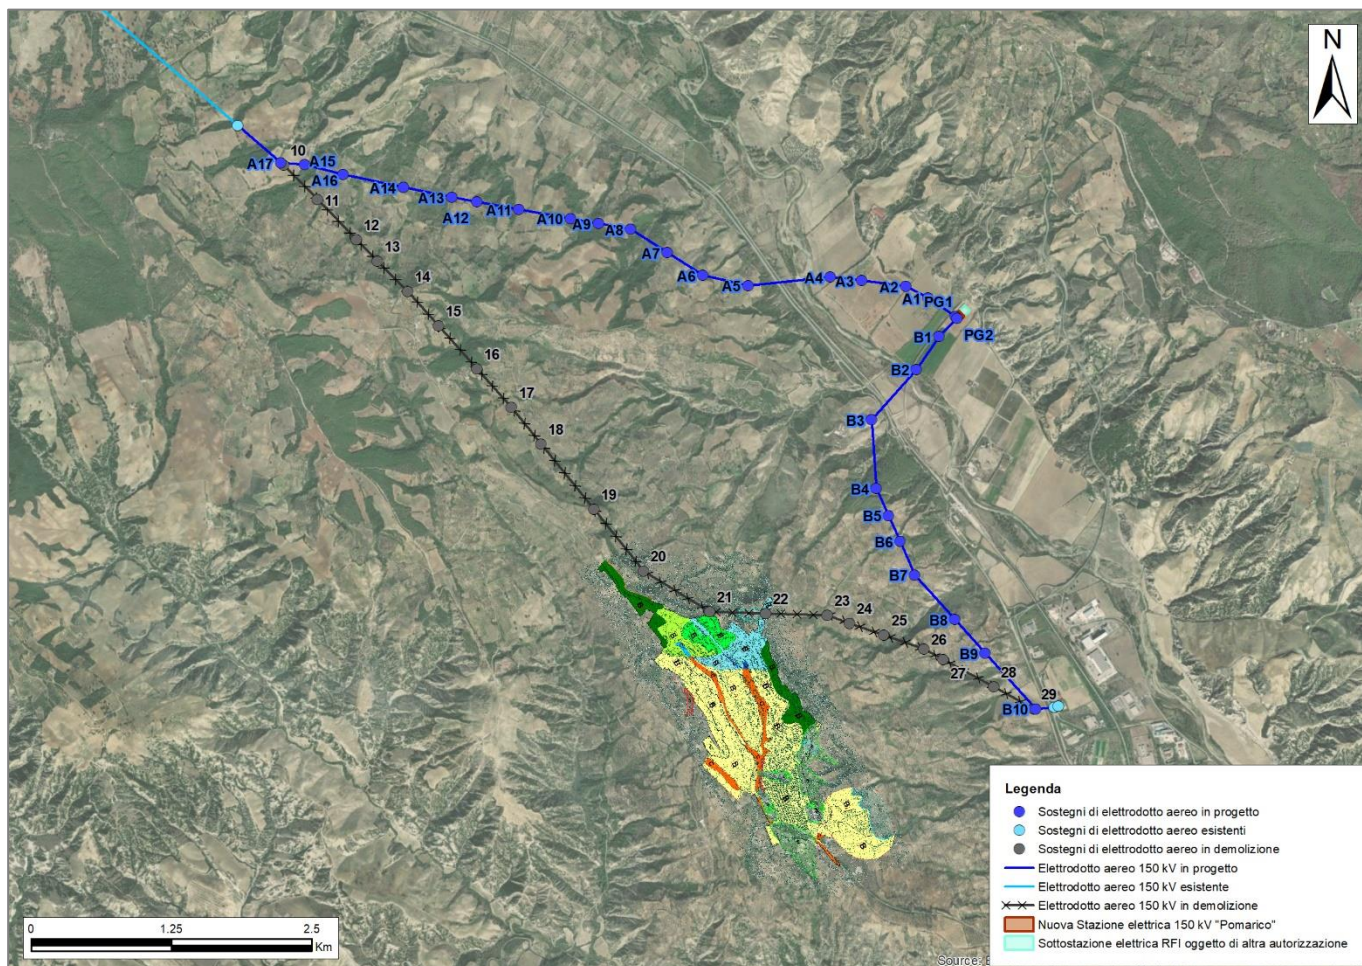 N
A17
10
A15
A16
A14
A13
A12
A11
A10
A9
A8
A7
A6
A5
A4
A3
A2
A1
PG1
PG2
11
12
13
14
15
16
17
18
19
20
21
22
23
24
25
26
27
28
29
B1
B2
B3
B4
B5
B6
B7
B8
B9
B10
Legenda
Sostegni di elettrodotto aereo in progetto
Sostegni di elettrodotto aereo esistenti
Sostegni di elettrodotto aereo in demolizione
Elettrodotto aereo 150 kV in progetto
Elettrodotto aereo 150 kV esistente
Elettrodotto aereo 150 kV in demolizione
Nuova Stazione elettrica 150 kV "Pomarico"
Sottostazione elettrica RFI oggetto di altra autorizzazione
0 1.25 2.5
Km
Source: